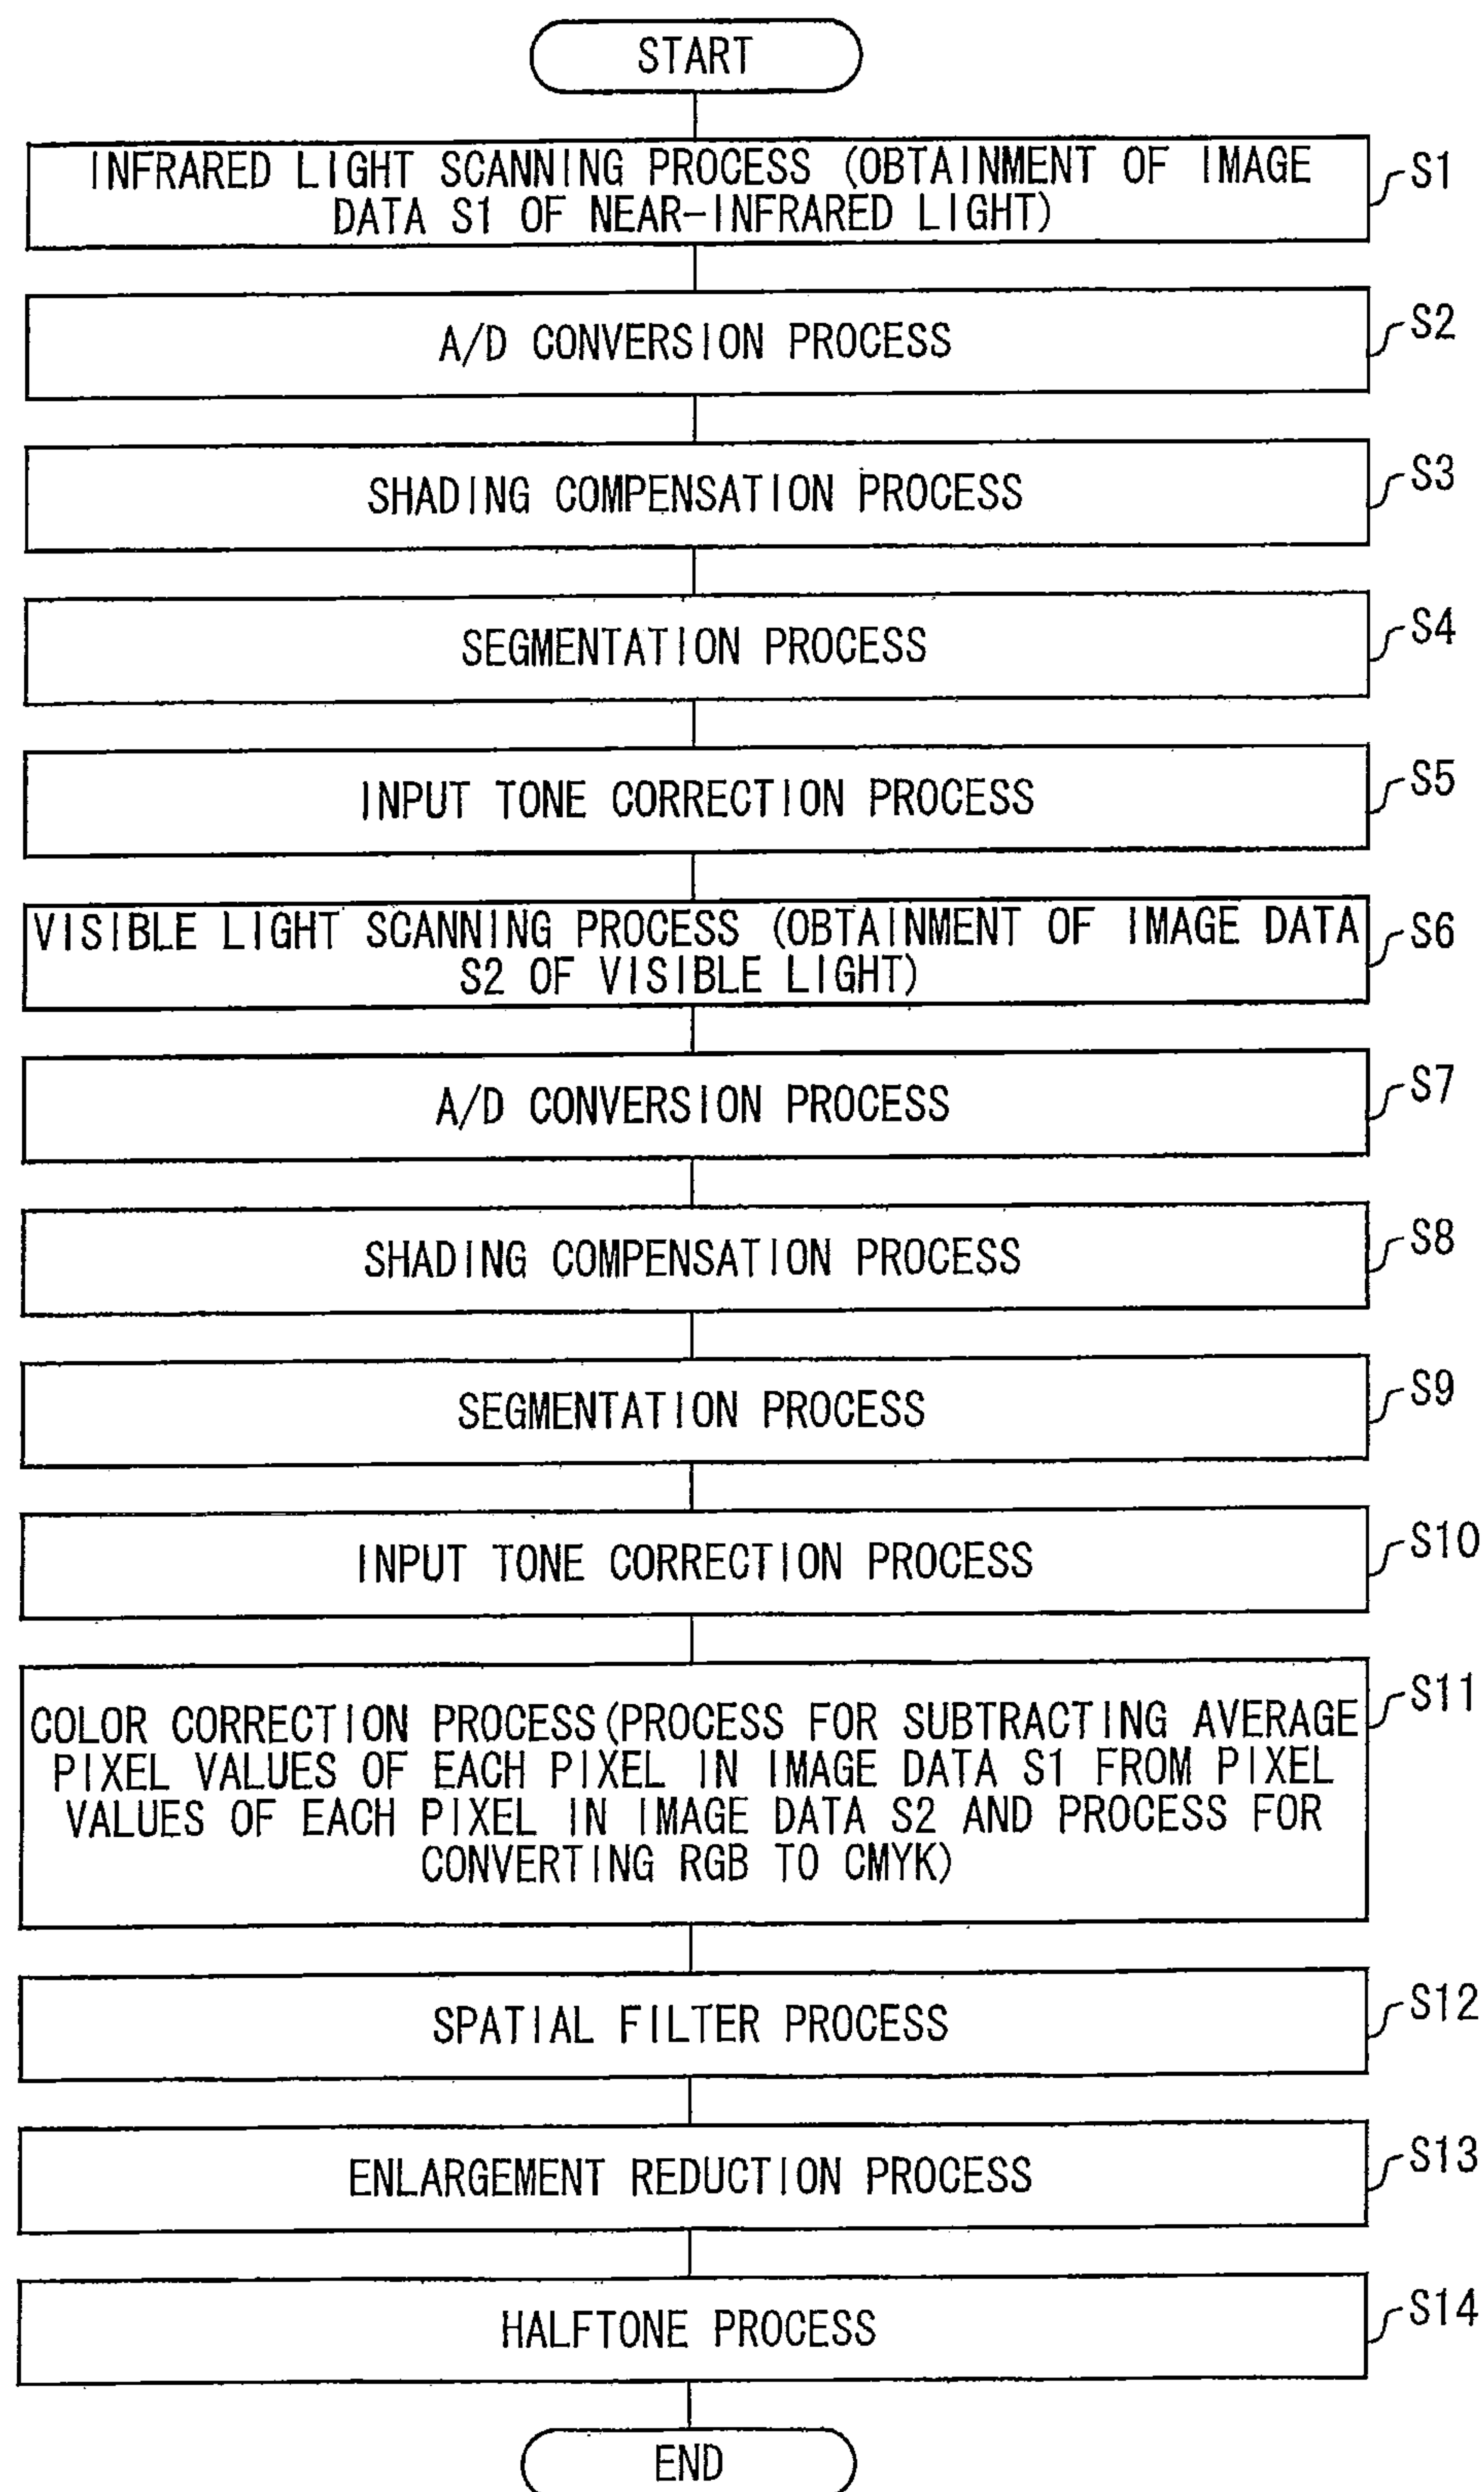 START
INFRARED LIGHT SCANNING PROCESS (OBTAINMENT OF IMAGE
DATA S1 OF NEAR-INFRARED LIGHT)
S1
A/D CONVERSION PROCESS
S2
SHADING COMPENSATION PROCESS
S3
SEGMENTATION PROCESS
S4
INPUT TONE CORRECTION PROCESS
S5
VISIBLE LIGHT SCANNING PROCESS (OBTAINMENT OF IMAGE DATA
S2 OF VISIBLE LIGHT)
S6
A/D CONVERSION PROCESS
S7
SHADING COMPENSATION PROCESS
S8
SEGMENTATION PROCESS
S9
INPUT TONE CORRECTION PROCESS
S10
COLOR CORRECTION PROCESS(PROCESS FOR SUBTRACTING AVERAGE
PIXEL VALUES OF EACH PIXEL IN IMAGE DATA S1 FROM PIXEL
VALUES OF EACH PIXEL IN IMAGE DATA S2 AND PROCESS FOR
CONVERTING RGB TO CMYK)
S11
SPATIAL FILTER PROCESS
S12
ENLARGEMENT REDUCTION PROCESS
S13
HALFTONE PROCESS
S14
END